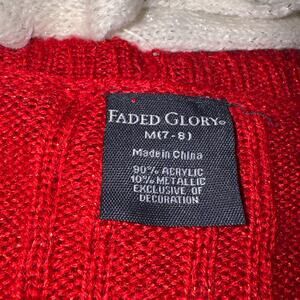 FADED GLORY®
M(7-8)
Made in China
90% ACRYLIC
10% METALLIC
EXCLUSIVE OF
DECORATION